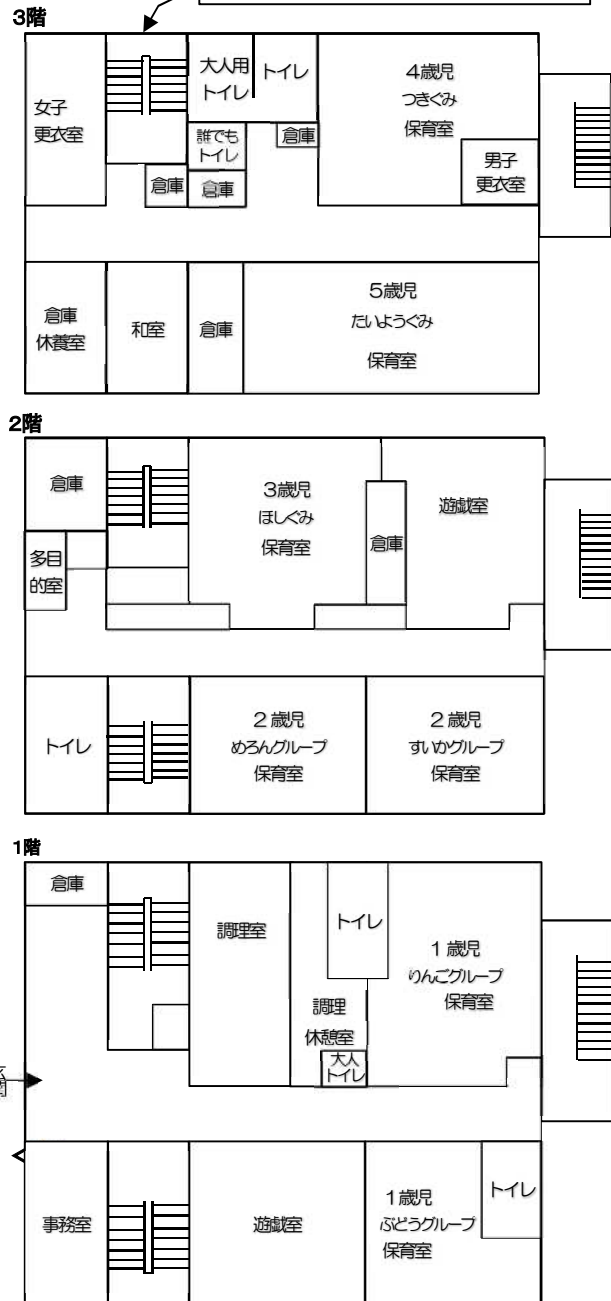 3階
大人用
トイレ
トイレ
4歳児
つきぐみ
保育室
女子
更衣室
誰でも
トイレ
倉庫
男子
更衣室
倉庫
倉庫
倉庫
休養室
和室
倉庫
5歳児
たいようぐみ
保育室
2階
倉庫
3歳児
ほしぐみ
保育室
倉庫
遊戯室
多目
的室
トイレ
2歳児
めろんグループ
保育室
2歳児
すいかグループ
保育室
1階
倉庫
調理室
トイレ
1歳児
りんごグループ
保育室
調理
休憩室
大人
トイレ
事務室
遊戯室
1歳児
ぶどうグループ
保育室
トイレ